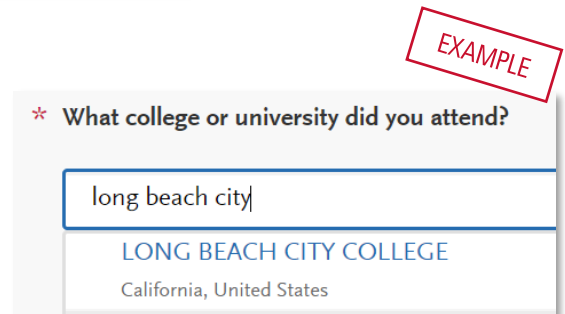 EXAMPLE
* What college or university did you attend?
long beach city
LONG BEACH CITY COLLEGE
California, United States